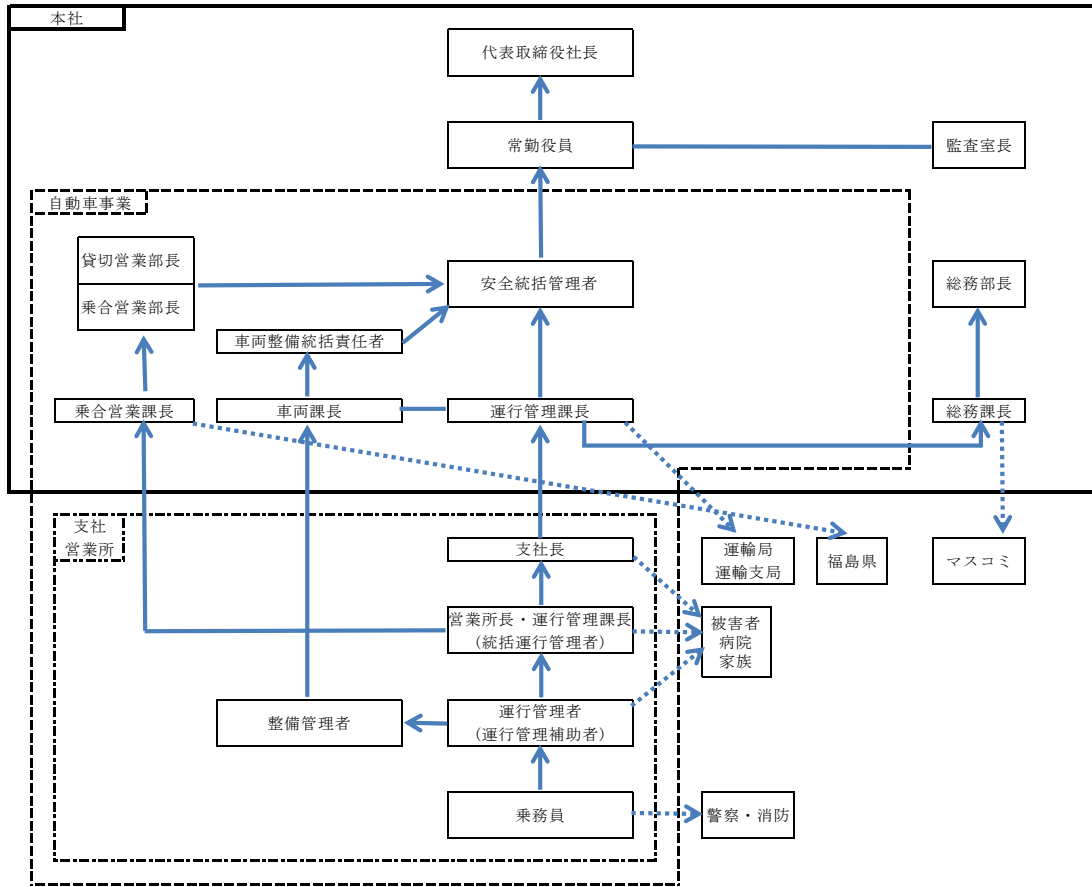 本社
代表取締役社長
常勤役員
監査室長
自動車事業
貸切営業部長
乗合営業部長
安全統括管理者
総務部長
車両整備統括責任者
乗合営業課長
車両課長
運行管理課長
総務課長
支社
営業所
支社長
運輸局
運輸支局
福島県
マスコミ
営業所長・運行管理課長
(統括運行管理者)
被害者
病院
家族
整備管理者
運行管理者
(運行管理補助者)
乗務員
警察・消防